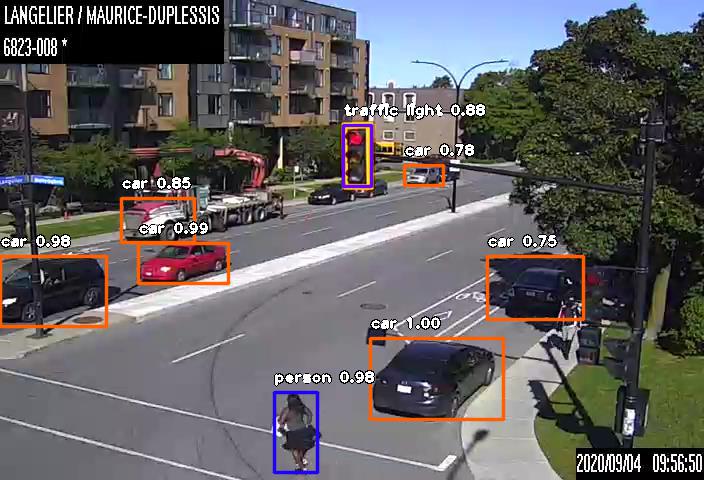 LANGELIER / MAURICE-DUPLESSIS
6823-008 *
traffic light 0.88
car 0.78
car 0.85
car 0.99
car 0.98
car 0.75
car 1.00
person 0.98
2020/09/04 09:56:50